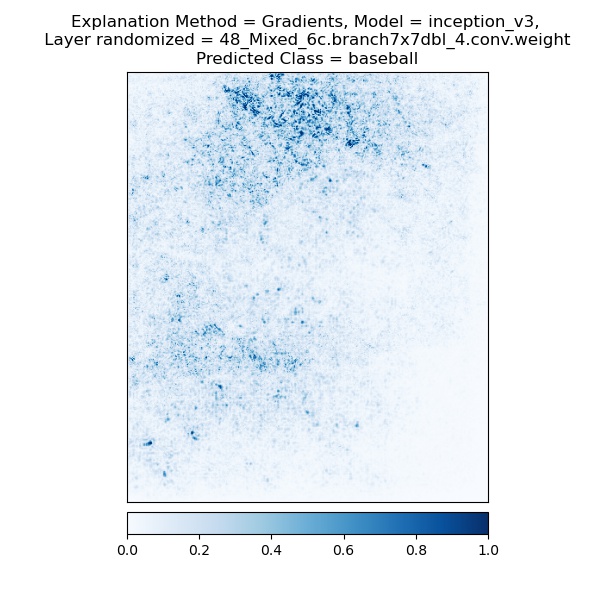 Explanation Method = Gradients, Model = inception_v3,
Layer randomized = 48_Mixed_6c.branch7x7dbl_4.conv.weight
Predicted Class = baseball
0.0 0.2 0.4 0.6 0.8 1.0